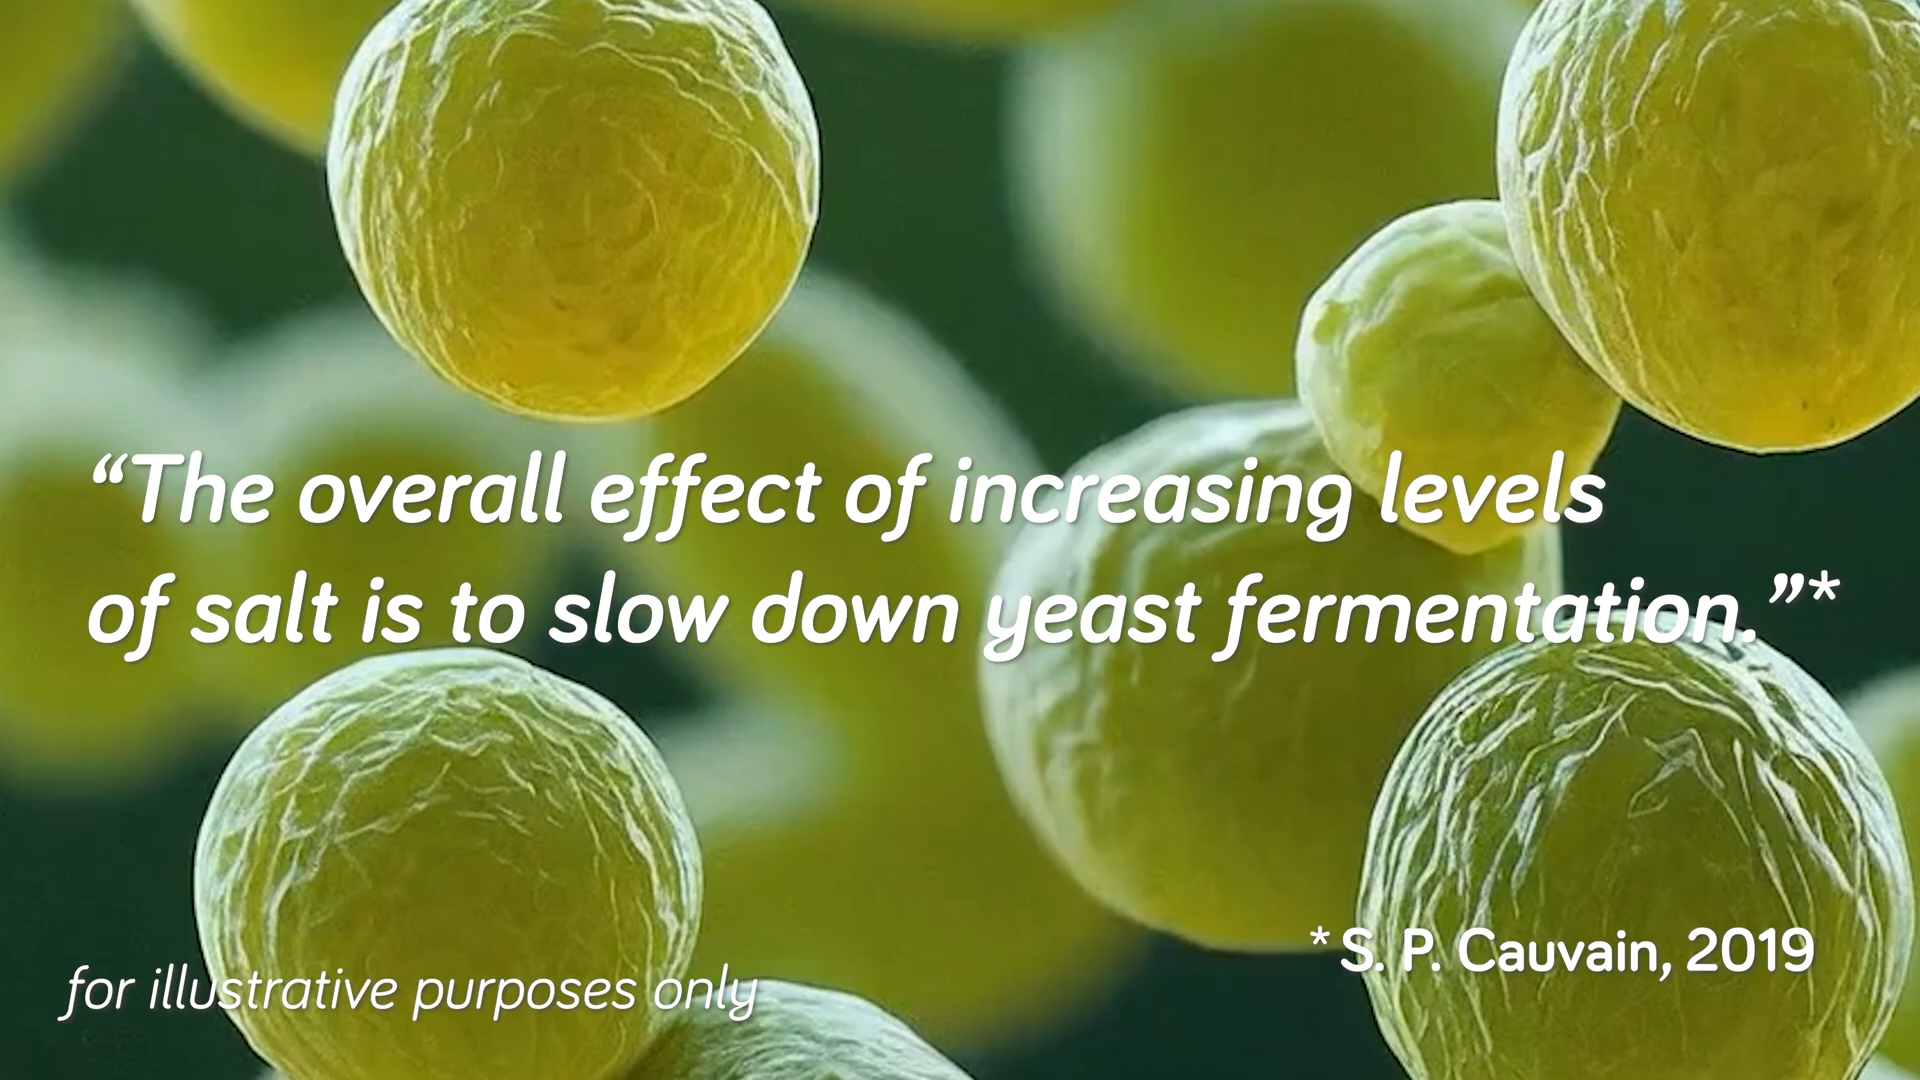 “The overall effect of increasing levels
of salt is to slow down yeast fermentation.”*
* S. P. Cauvain, 2019
for illustrative purposes only